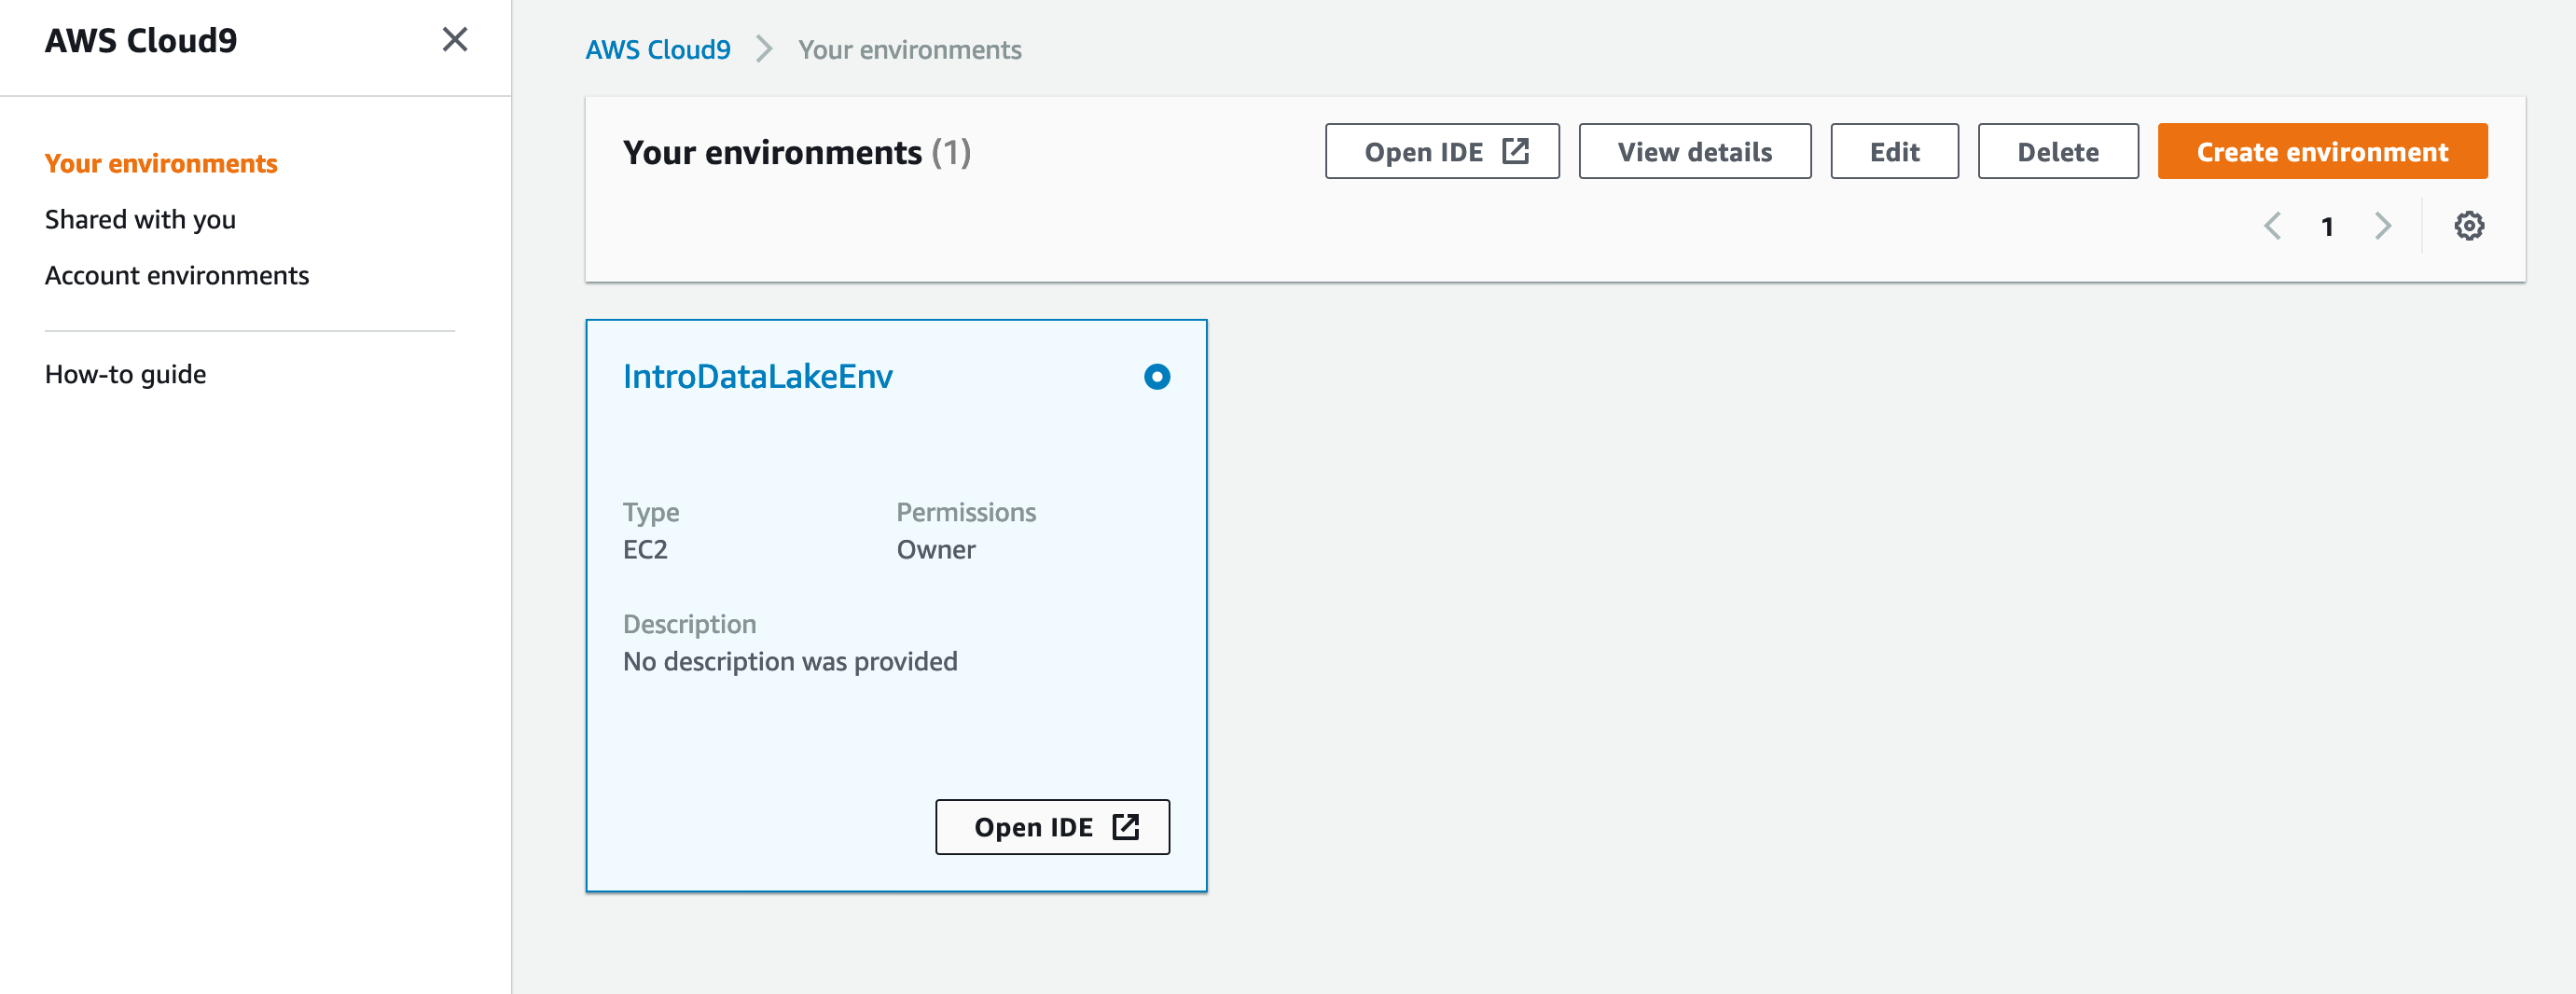 AWS Cloud9
Your environments
Shared with you
Account environments
How-to guide
AWS Cloud9 > Your environments
Your environments (1)
Open IDE View details Edit Delete Create environment
1
IntroDataLakeEnv
Type Permissions
EC2 Owner
Description
No description was provided
Open IDE